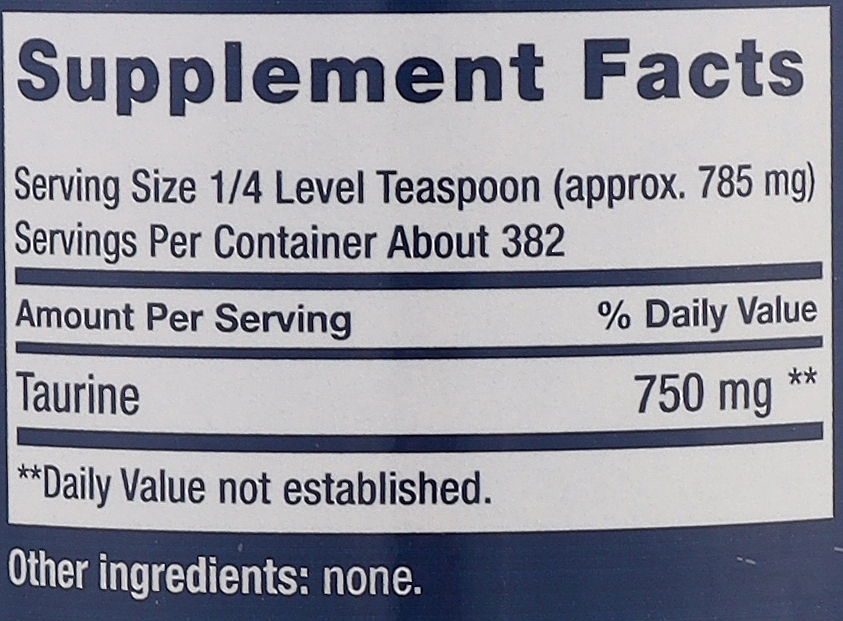 Supplement Facts
Serving Size 1/4 Level Teaspoon (approx. 785 mg)
Servings Per Container About 382
Amount Per Serving % Daily Value
Taurine 750 mg **
**Daily Value not established.
Other ingredients: none.